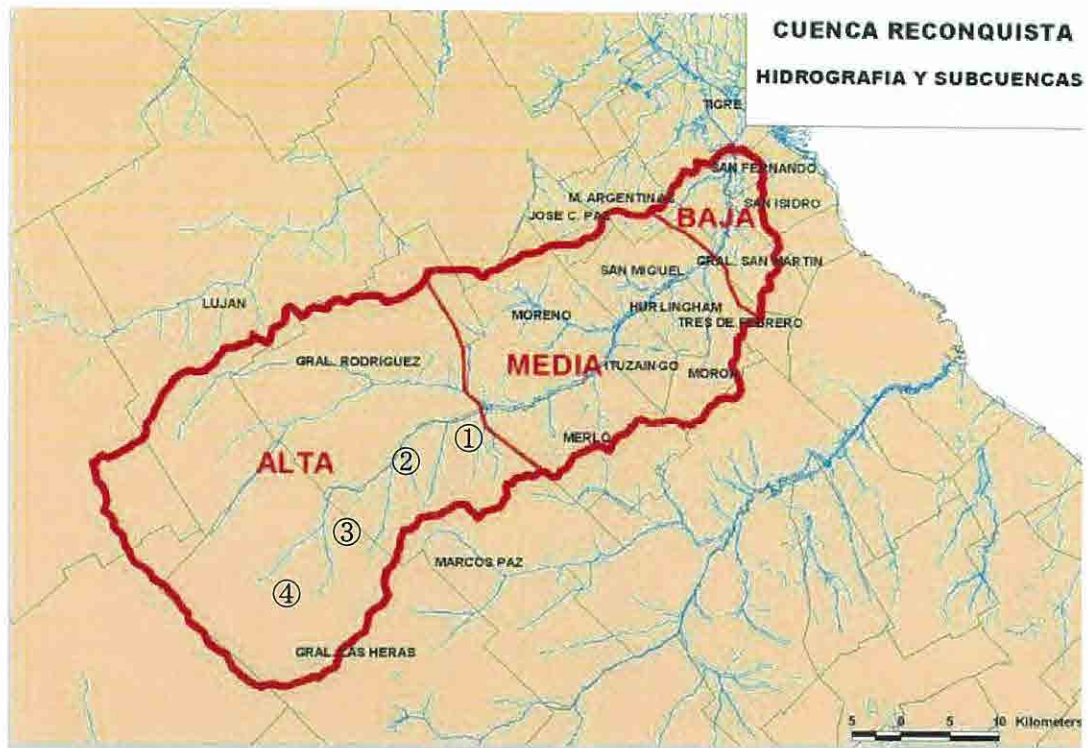 CUENCA RECONQUISTA
HIDROGRAFIA Y SUBCUENCAS
TIGRE
SAN FERNANDO
M. ARGENTINAS
SAN ISIDRO
JOSE C. PAZ
BAJA
GRAL. SAN MARTIN
SAN MIGUEL
LUJAN
HURLINGHAM
MORENO
TRES DE FEBRERO
GRAL. RODRIGUEZ
MEDIA
ITUZAINGO
MORON
①
MERLO
ALTA
②
③
MARCOS PAZ
④
GRAL. LAS HERAS
5 0 5 10 Kilometers